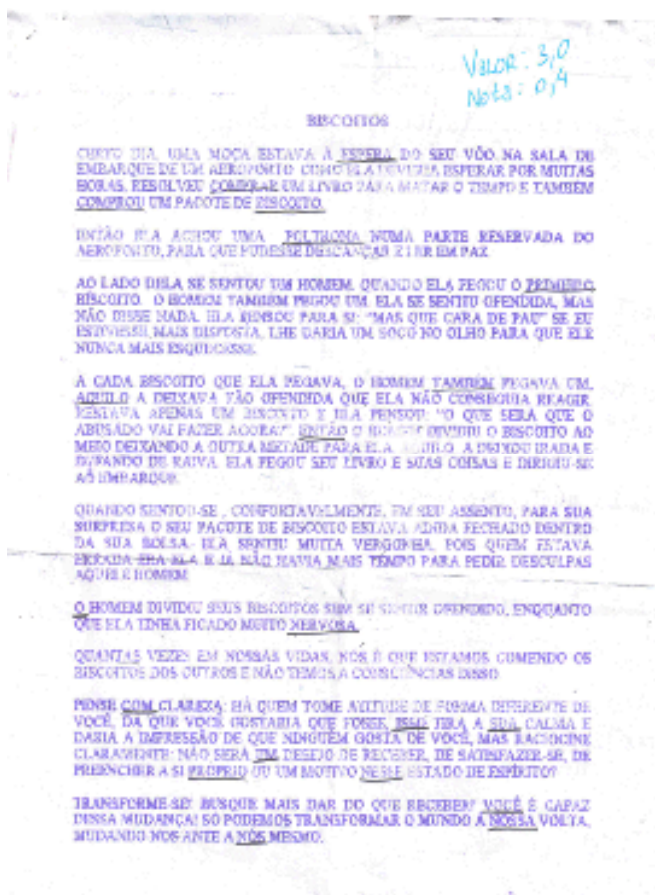 VALOR: 3,0
Nota: 0,4
BISCOITOS
CERTO DIA, UMA MOÇA ESTAVA À ESPERA DO SEU VÔO NA SALA DE
EMBARQUE DE UM AEROPORTO. COMO ELA DEVERIA ESPERAR POR MUITAS
HORAS, RESOLVEU COMPRAR UM LIVRO PARA MATAR O TEMPO E TAMBÉM
COMPROU UM PACOTE DE BISCOITO.
ENTÃO ELA ACHOU UMA POLTRONA NUMA PARTE RESERVADA DO
AEROPORTO, PARA QUE PUDESSE DESCANÇAR E LER EM PAZ.
AO LADO DELA SE SENTOU UM HOMEM. QUANDO ELA PEGOU O PRIMEIRO
BISCOITO. O HOMEM TAMBÉM PEGOU UM. ELA SE SENTIU OFENDIDA, MAS
NÃO DISSE NADA. ELA PENSOU PARA SI: "MAS QUE CARA DE PAU" SE EU
ESTIVESSE MAIS DISPOSTA, LHE DARIA UM SOCO NO OLHO PARA QUE ELE
NUNCA MAIS ESQUECESSE.
A CADA BISCOITO QUE ELA PEGAVA, O HOMEM TAMBÉM PEGAVA UM.
AQUILO A DEIXAVA TÃO OFENDIDA QUE ELA NÃO CONSEGUIA REAGIR.
RESTAVA APENAS UM BISCOITO E ELA PENSOU: "O QUE SERÁ QUE O
ABUSADO VAI FAZER AGORA?" ENTÃO O HOMEM DIVIDIU O BISCOITO AO
MEIO DEIXANDO A OUTRA METADE PARA ELA. AQUILO A DEIXOU IRADA E
BUFANDO DE RAIVA. ELA PEGOU SEU LIVRO E SUAS COISAS E DIRIGIU-SE
AO EMBARQUE.
QUANDO SENTOU-SE, CONFORTAVELMENTE, EM SEU ASSENTO, PARA SUA
SURPRESA O SEU PACOTE DE BISCOITO ESTAVA AINDA FECHADO DENTRO
DA SUA BOLSA. ELA SENTIU MUITA VERGONHA, POIS QUEM ESTAVA
ERRADA ERA ELA E JÁ NÃO HAVIA MAIS TEMPO PARA PEDIR DESCULPAS
AQUELE HOMEM
O HOMEM DIVIDIU SEUS BISCOITOS SEM SE SENTIR OFENDIDO, ENQUANTO
QUE ELA TINHA FICADO MUITO NERVOSA.
QUANTAS VEZES EM NOSSAS VIDAS, NÓS É QUE ESTAMOS COMENDO OS
BISCOITOS DOS OUTROS E NÃO TEMOS A CONSCIÊNCIAS DISSO
PENSE COM CLAREZA: HÁ QUEM TOME ATITUDE DE FORMA DIFERENTE DE
VOCÊ, DA QUE VOCÊ GOSTARIA QUE FOSSE. ISSO TIRA A SUA CALMA E
DARIA A IMPRESSÃO DE QUE NINGUÉM GOSTA DE VOCÊ, MAS RACIOCINE
CLARAMENTE: NÃO SERÁ UM DESEJO DE RECEBER, DE SATISFAZER-SE, DE
PREENCHER A SI PRÓPRIO OU UM MOTIVO NESSE ESTADO DE ESPÍRITO?
TRANSFORME-SE! BUSQUE MAIS DAR DO QUE RECEBER! VOCÊ É CAPAZ
DESSA MUDANÇA! SÓ PODEMOS TRANSFORMAR O MUNDO A NOSSA VOLTA,
MUDANDO NOS ANTE A NÓS MESMO.